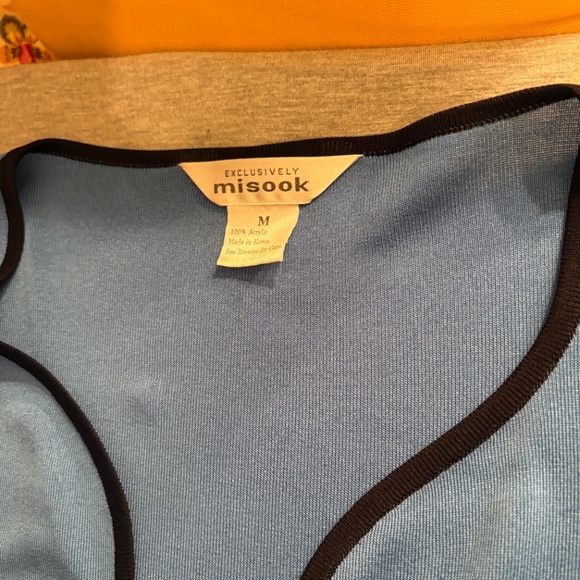 EXCLUSIVELY
misook
M
100% Acrylic
Made in Korea
See Reverse for Care